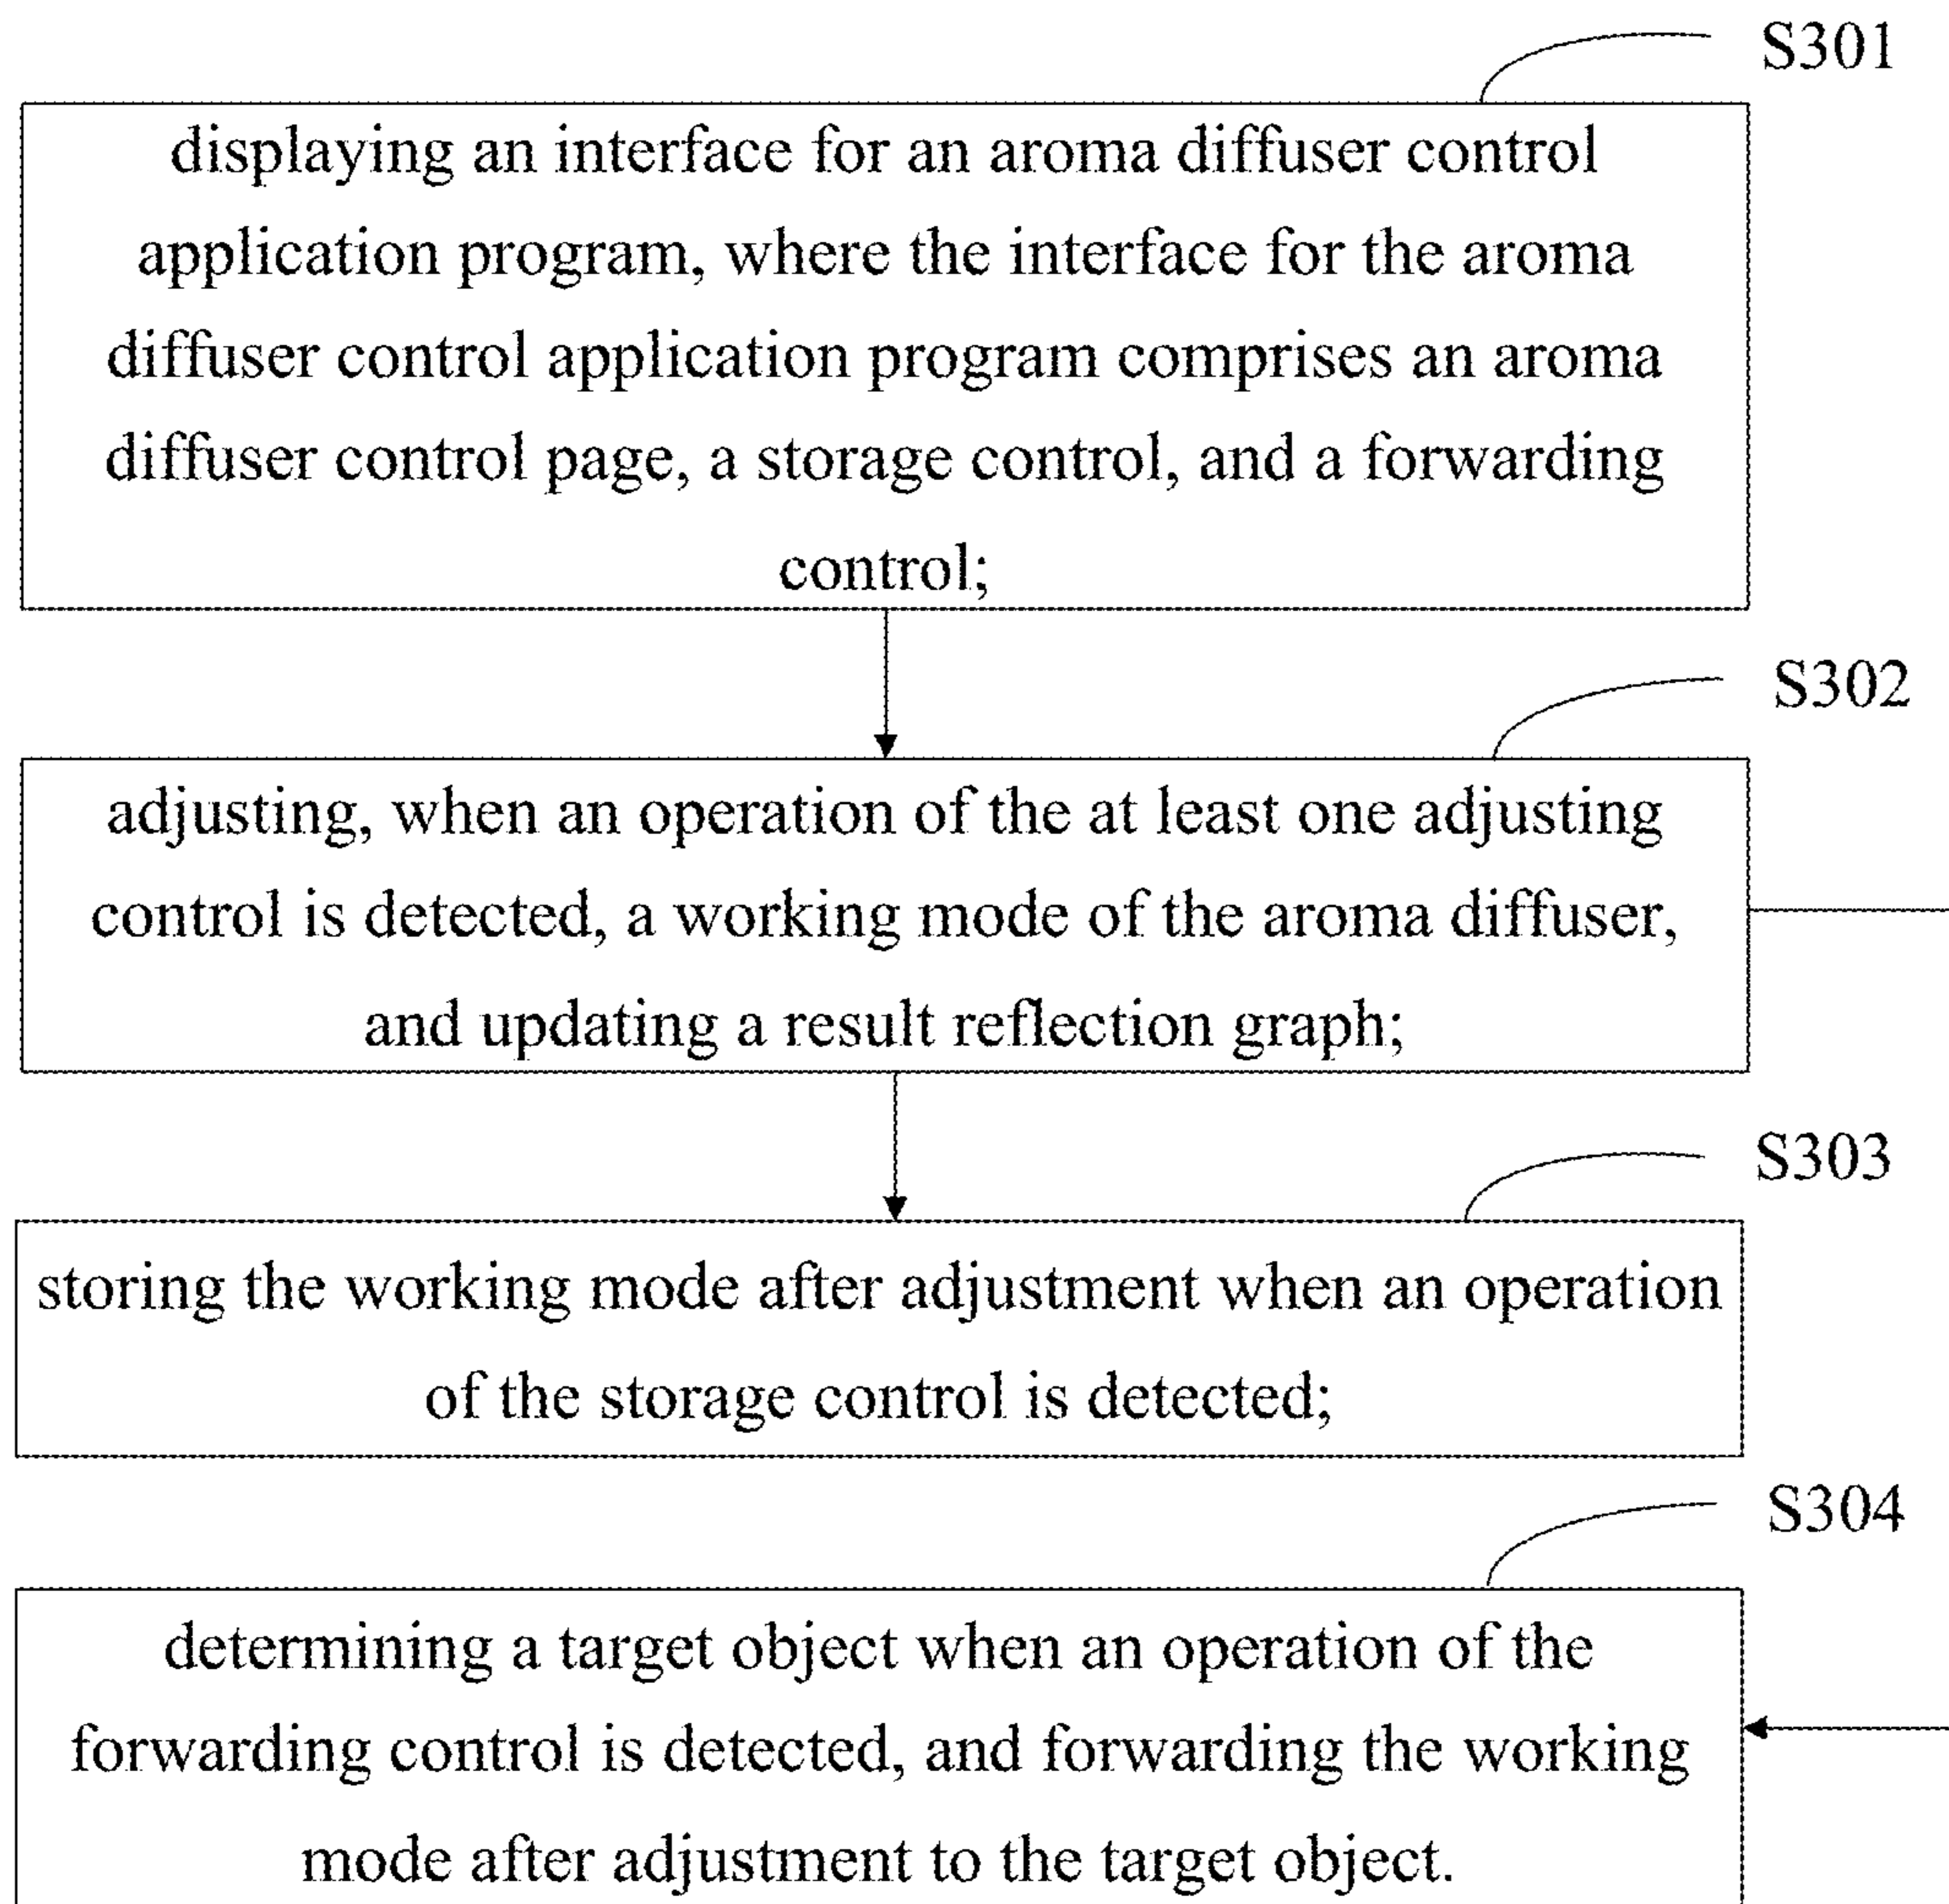 S301
displaying an interface for an aroma diffuser control
application program, where the interface for the aroma
diffuser control application program comprises an aroma
diffuser control page, a storage control, and a forwarding
control;
S302
adjusting, when an operation of the at least one adjusting
control is detected, a working mode of the aroma diffuser,
and updating a result reflection graph;
S303
storing the working mode after adjustment when an operation
of the storage control is detected;
S304
determining a target object when an operation of the
forwarding control is detected, and forwarding the working
mode after adjustment to the target object.